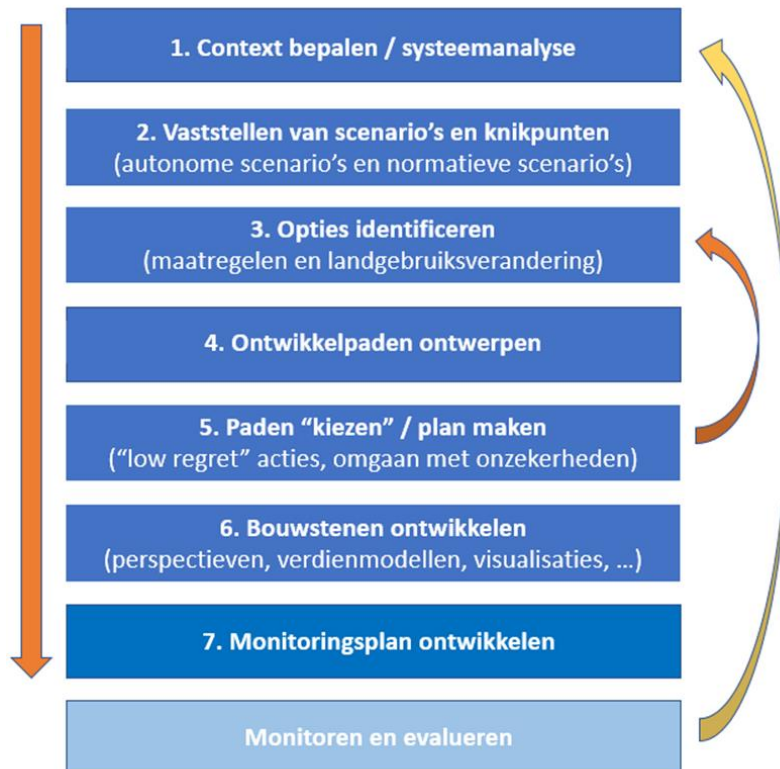 1. Context bepalen / systeemanalyse
2. Vaststellen van scenario's en knikpunten
(autonome scenario's en normatieve scenario's)
3. Opties identificeren
(maatregelen en landgebruiksverandering)
4. Ontwikkelpaden ontwerpen
5. Paden “kiezen” / plan maken
(“low regret” acties, omgaan met onzekerheden)
6. Bouwstenen ontwikkelen
(perspectieven, verdienmodellen, visualisaties, ...)
7. Monitoringsplan ontwikkelen
Monitoren en evalueren